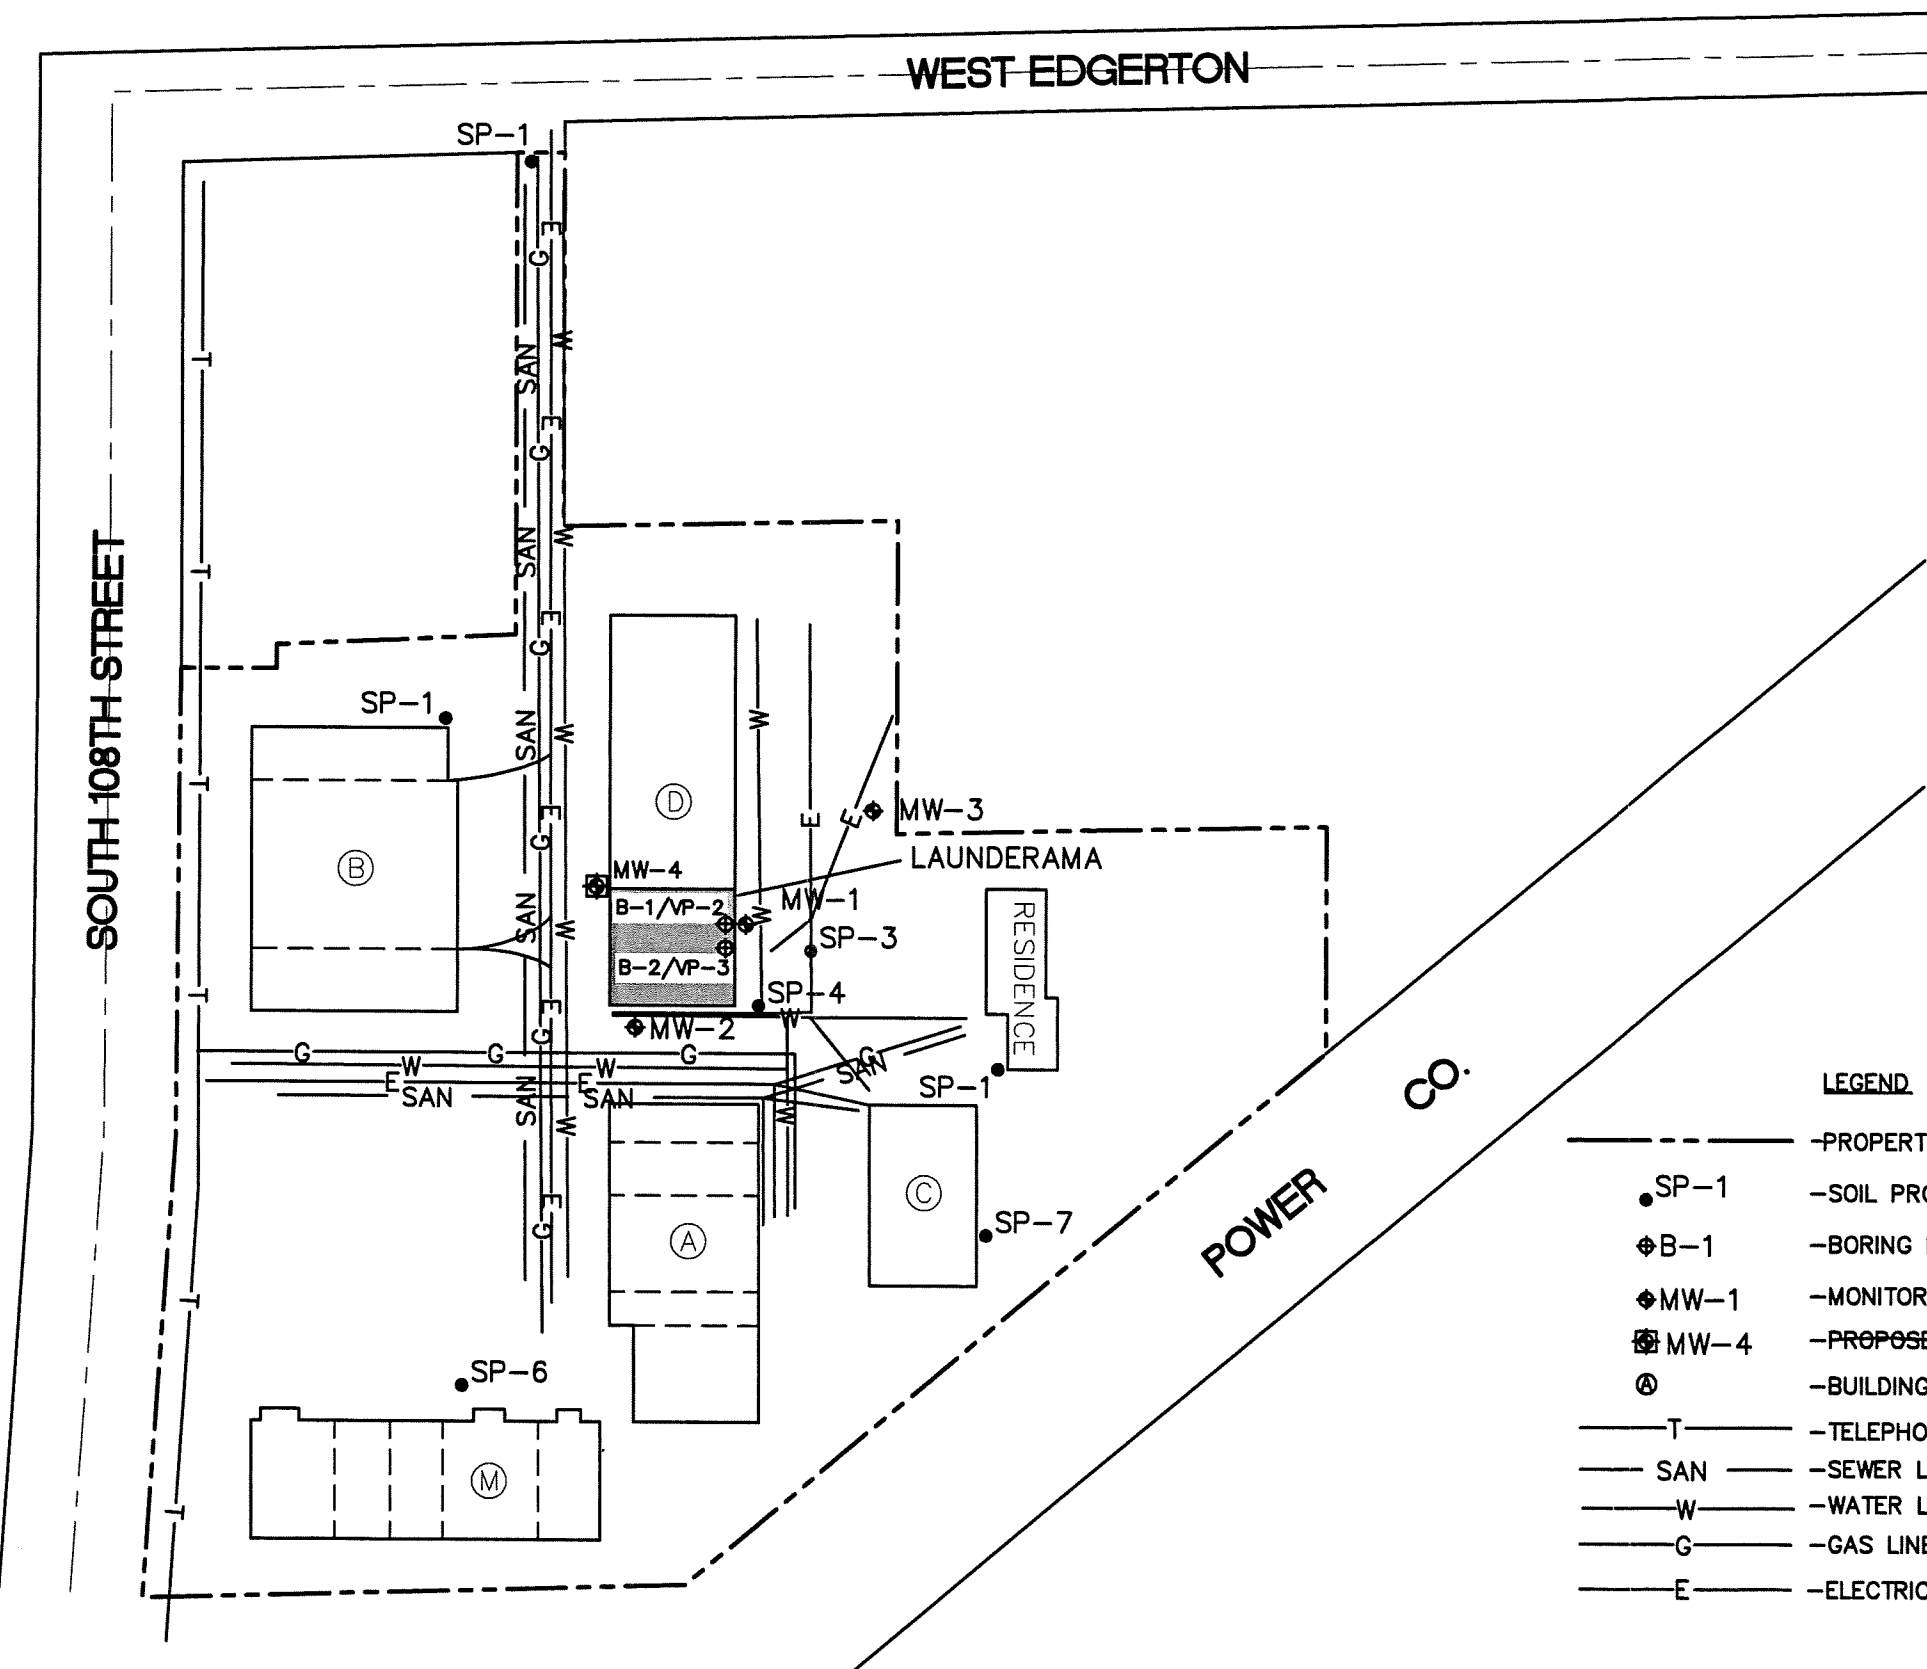 WEST EDGERTON
SP-1
E
G
W
SAN
T
E
G
W
SAN
T
SOUTH 108TH STREET
E
G
SP-1
SAN
W
W
T
D
E
E
MW-3
G
B
LAUNDERAMA
MW-4
MW-1
B-1/VP-2
SAN
W
W
RESIDENCE
SP-3
B-2/VP-3
T
SP-4
E
W
MW-2
G
G
G
G
G
W
W
SAN
E
E
SP-1
SAN
SAN
SAN
W
W
CO.
POWER
C
E
G
A
SP-7
T
SP-6
M
T
LEGEND
-PROPERT
SP-1 -SOIL PRO
B-1 -BORING
MW-1 -MONITOR
MW-4 -PROPOSE
A -BUILDING
T -TELEPHO
SAN -SEWER L
W -WATER L
G -GAS LINE
E -ELECTRIC